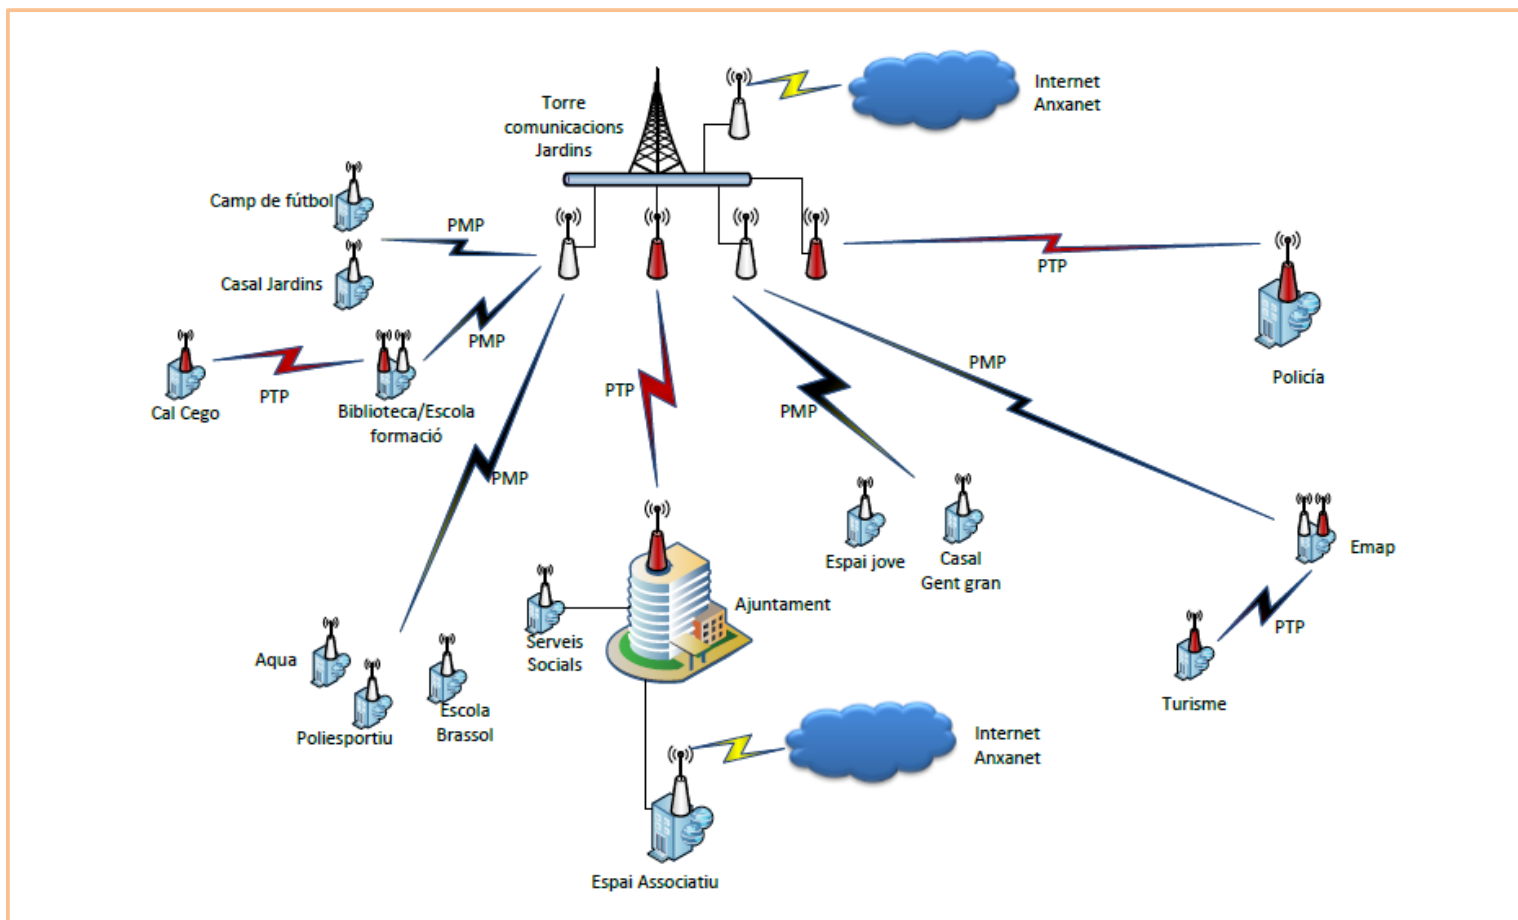 Internet
Anxanet
Torre
comunicacions
Jardins
Camp de fútbol
PMP
Casal Jardins
PTP
Policía
PMP
PMP
Cal Cego
PTP
Biblioteca/Escola
formació
PTP
PMP
PMP
Espai jove
Casal
Gent gran
Emap
Ajuntament
PTP
Serveis
Socials
Aqua
Poliesportiu
Escola
Brassol
Turisme
Internet
Anxanet
Espai Associatiu